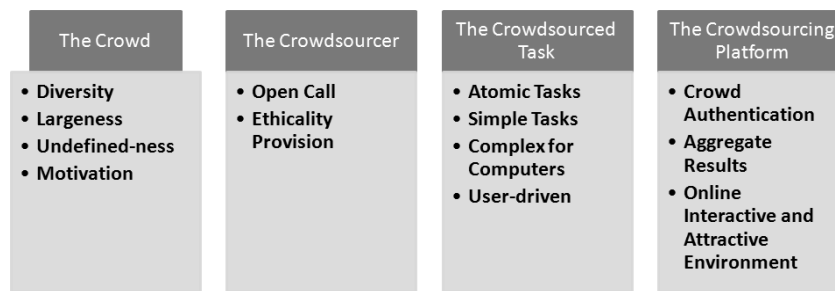 The Crowd
• Diversity
• Largeness
• Undefined-ness
• Motivation
The Crowdsourcer
• Open Call
• Ethicality
Provision
The Crowdsourced
Task
• Atomic Tasks
• Simple Tasks
• Complex for
Computers
• User-driven
The Crowdsourcing
Platform
• Crowd
Authentication
• Aggregate
Results
• Online
Interactive and
Attractive
Environment